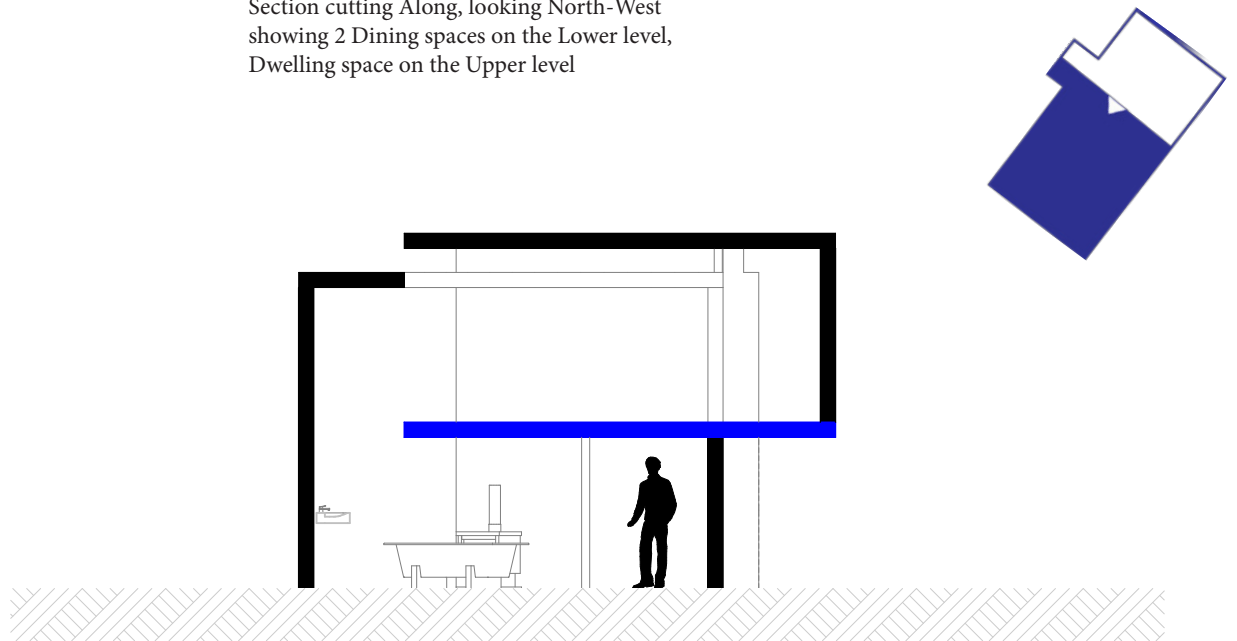 Section cutting Along, looking North-West
showing 2 Dining spaces on the Lower level,
Dwelling space on the Upper level